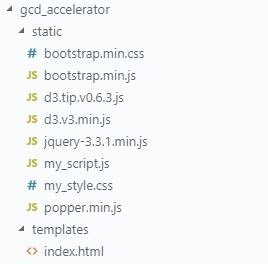 gcd_accelerator
static
# bootstrap.min.css
JS bootstrap.min.js
JS d3.tip.v0.6.3.js
JS d3.v3.min.js
JS jquery-3.3.1.min.js
JS my_script.js
# my_style.css
JS popper.min.js
templates
<> index.html